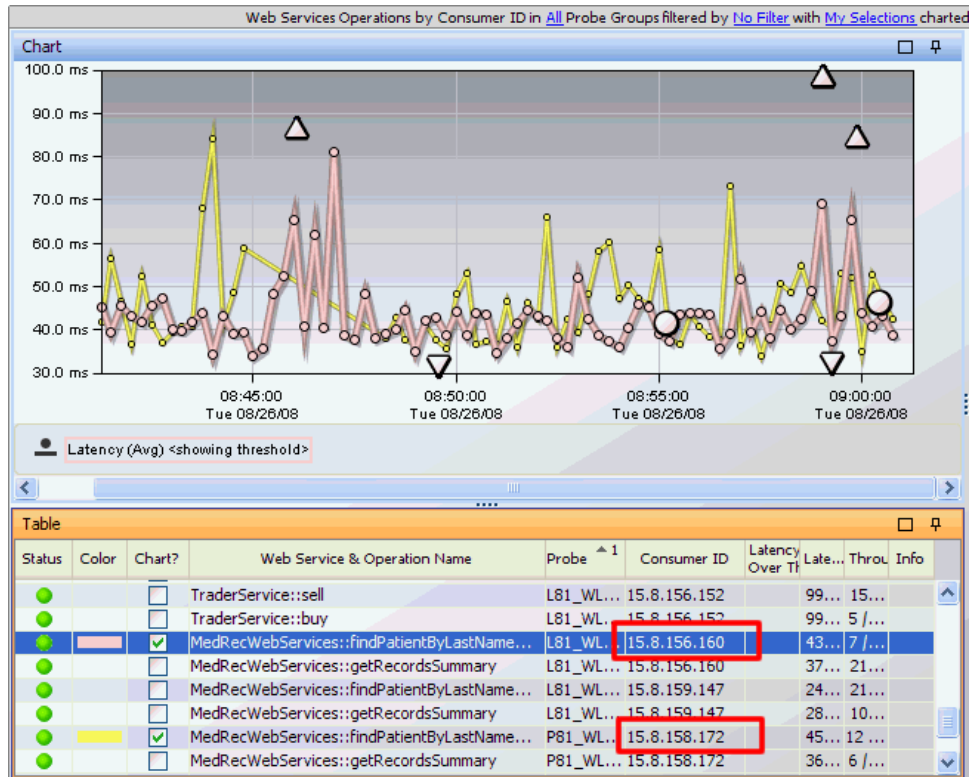 Web Services Operations by Consumer ID in All Probe Groups filtered by No Filter with My Selections charted
Chart
100.0 ms
90.0 ms
80.0 ms
70.0 ms
60.0 ms
50.0 ms
40.0 ms
30.0 ms
08:45:00 08:50:00 08:55:00 09:00:00
Tue 08/26/08 Tue 08/26/08 Tue 08/26/08 Tue 08/26/08
Latency (Avg) <showing threshold>
Table
Status Color Chart? Web Service & Operation Name Probe 1 Consumer ID Latency Over Th Late... Throu Info
TraderService::sell L81_WL... 15.8.156.152 99... 15...
TraderService::buy L81_WL... 15.8.156.152 99... 5 /...
MedRecWebServices::findPatientByLastName... L81_WL... 15.8.156.160 43... 7 /...
MedRecWebServices::getRecordsSummary L81_WL... 15.8.156.160 37... 21...
MedRecWebServices::findPatientByLastName... L81_WL... 15.8.159.147 24... 21...
MedRecWebServices::getRecordsSummary L81_WL... 15.8.159.147 28... 10...
MedRecWebServices::findPatientByLastName... P81_WL... 15.8.158.172 45... 12 ...
MedRecWebServices::getRecordsSummary P81_WL... 15.8.158.172 36... 6 /...